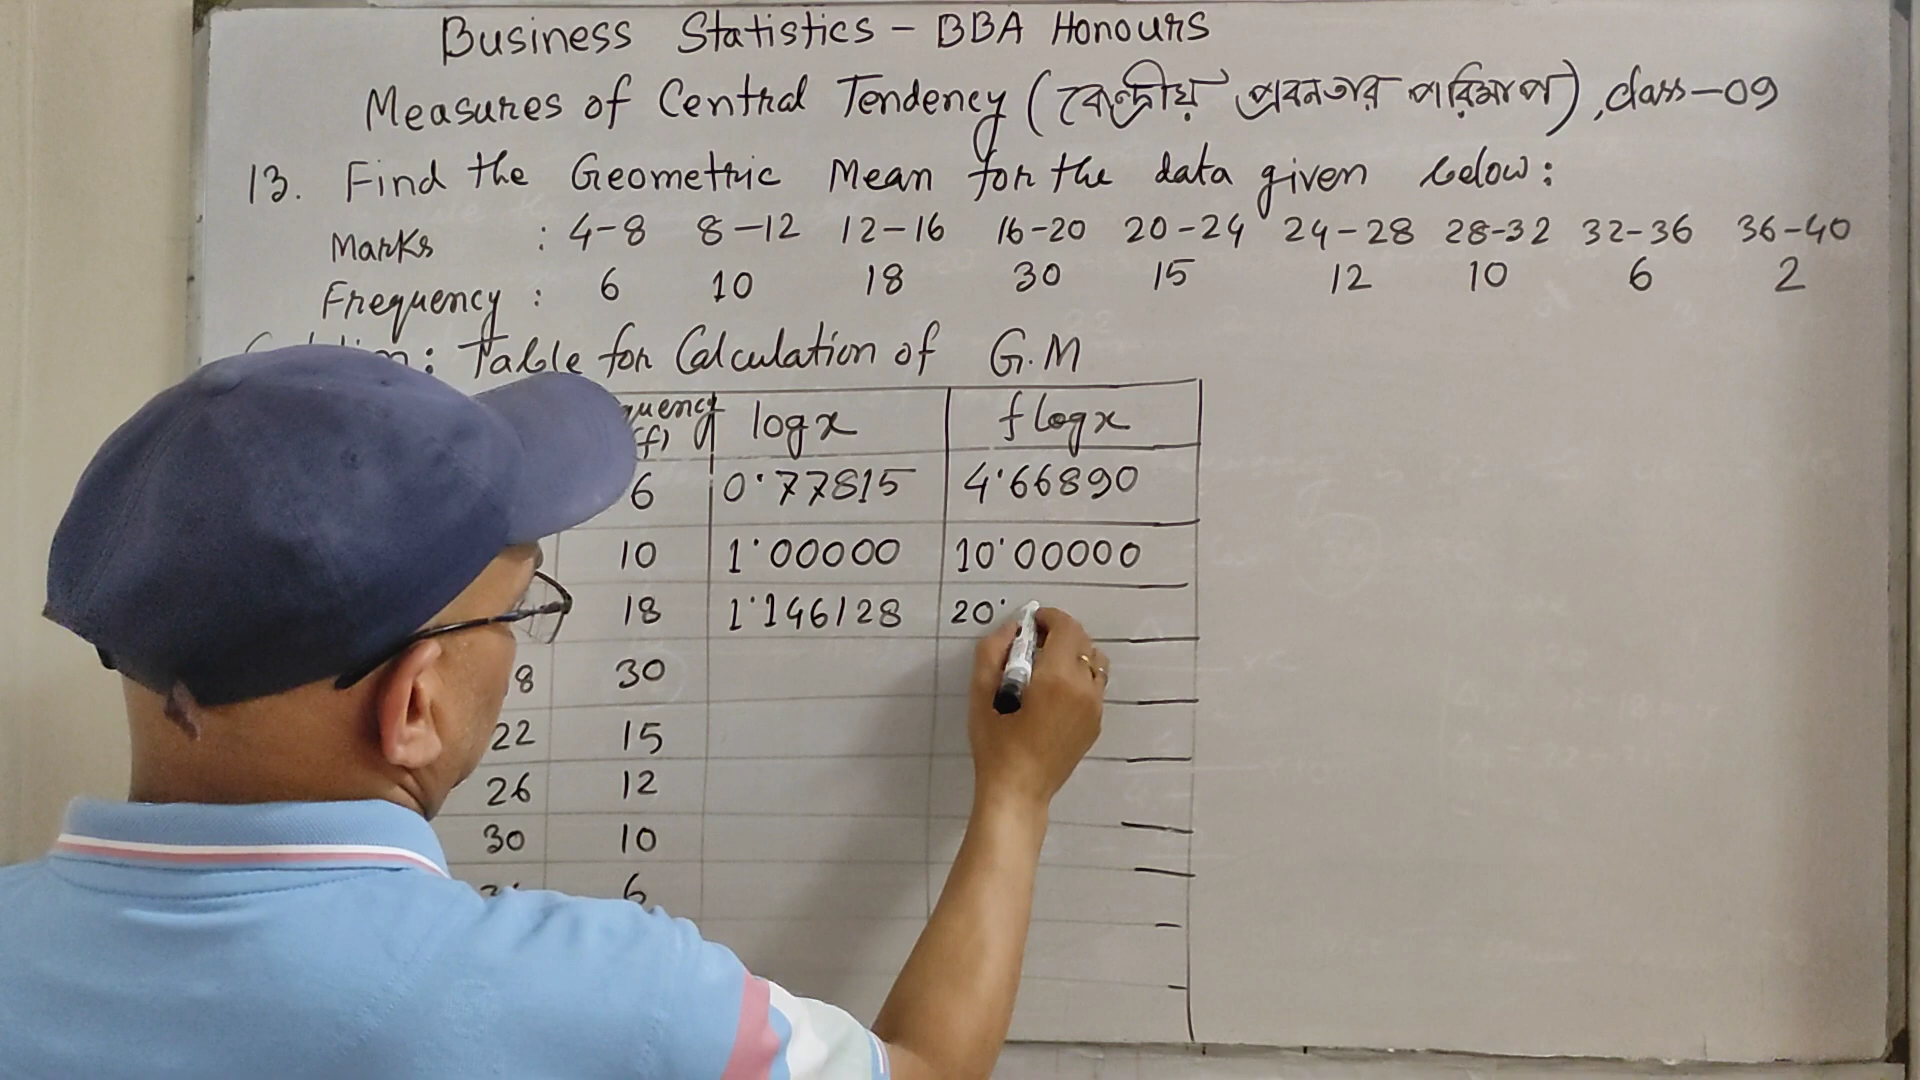 Business Statistics - BBA Honours
Measures of Central Tendency (কেন্দ্রীয় প্রবনতার পরিমাপ), class-09
13. Find the Geometric Mean for the data given below:
Marks : 4-8 8-12 12-16 16-20 20-24 24-28 28-32 32-36 36-40
Frequency : 6 10 18 30 15 12 10 6 2
: Table for Calculation of G.M
(f) log x f log x
6 0.77815 4.66890
10 1.00000 10.00000
18 1.146128 20.
8 30
22 15
26 12
30 10
6